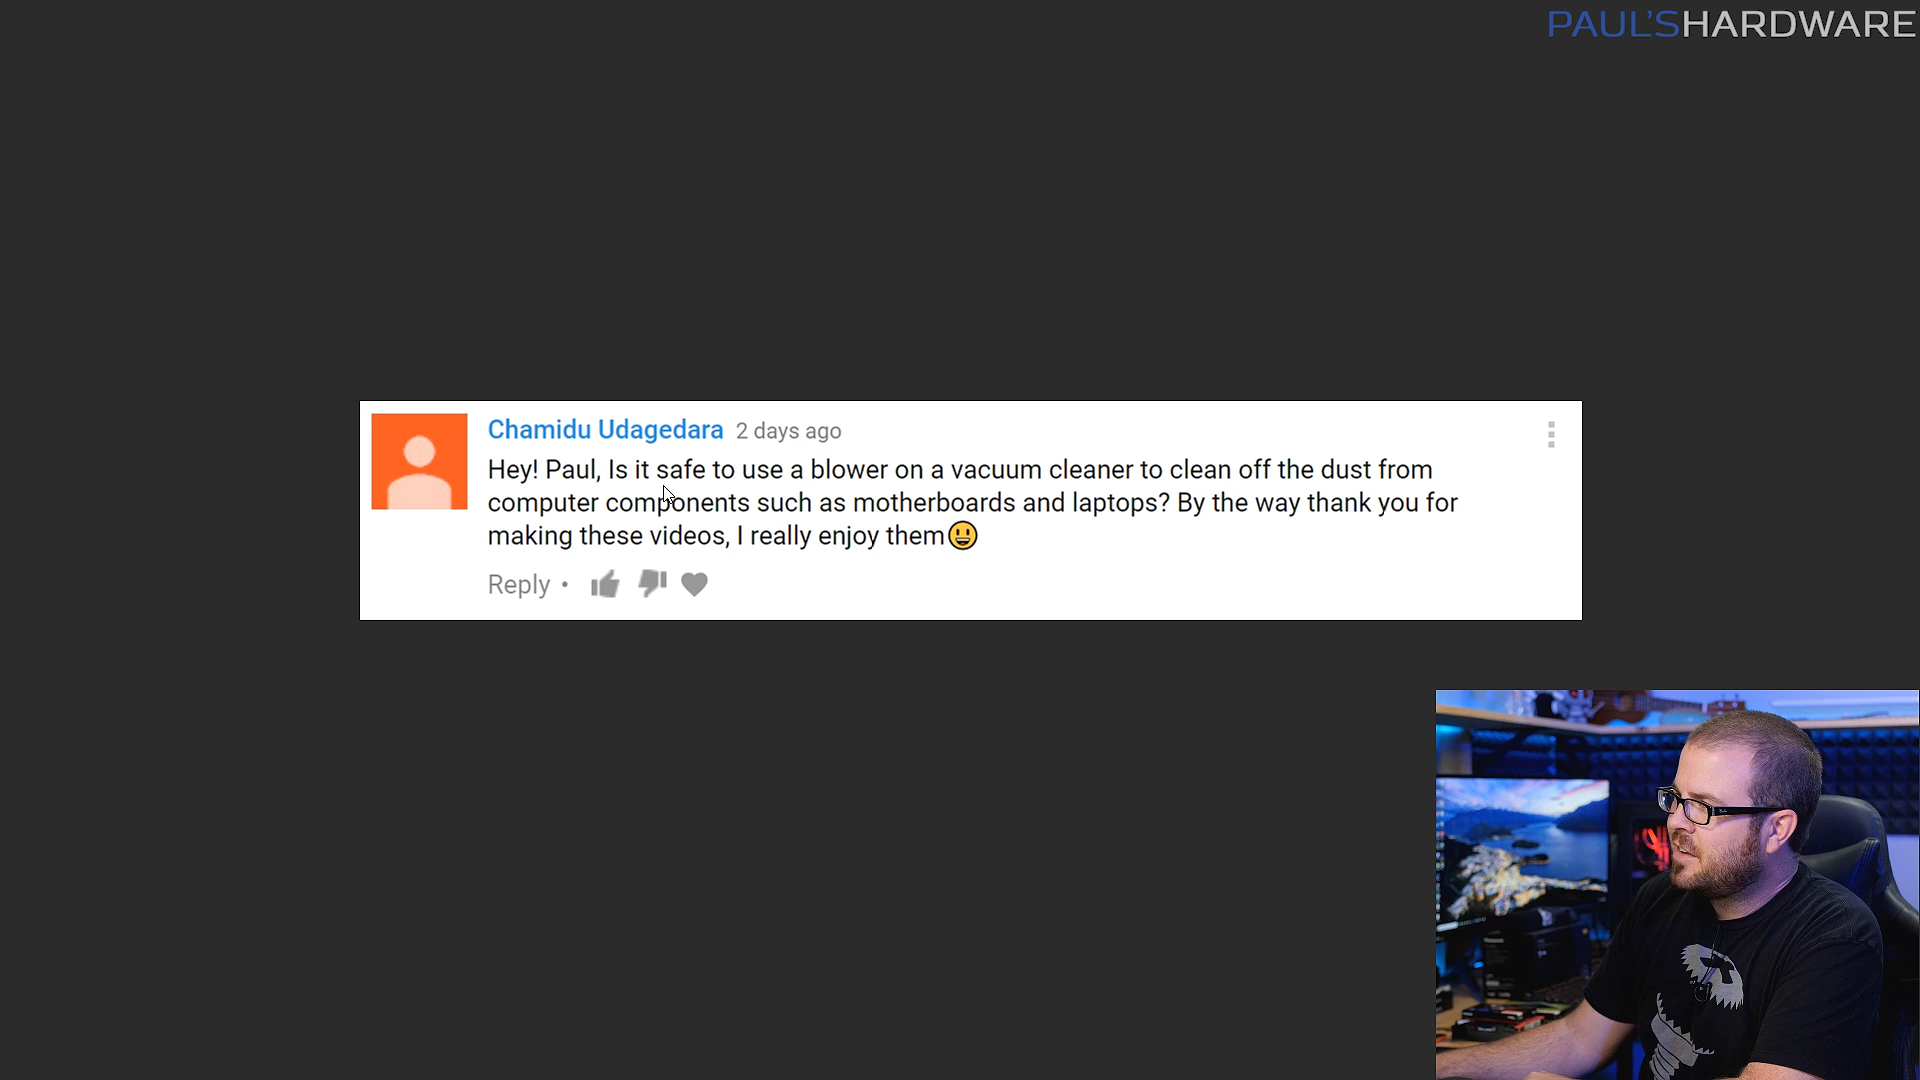 PAUL'SHARDWARE
Chamidu Udagedara 2 days ago
Hey! Paul, Is it safe to use a blower on a vacuum cleaner to clean off the dust from
computer components such as motherboards and laptops? By the way thank you for
making these videos, I really enjoy them😃
Reply •